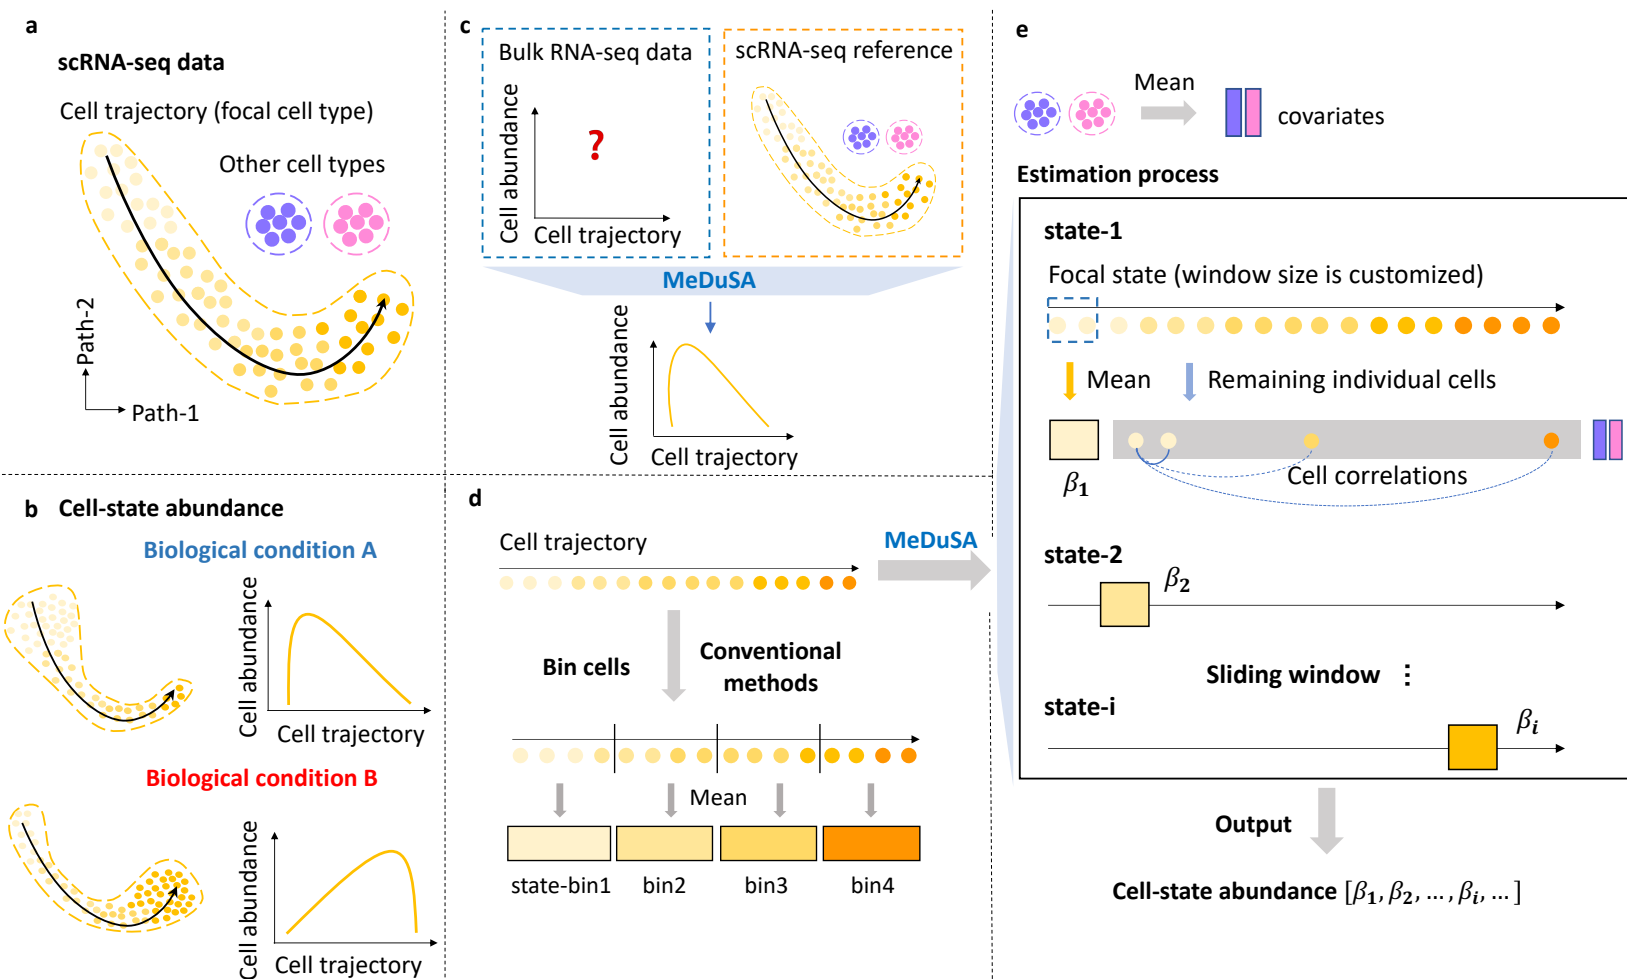 a
scRNA-seq data
Cell trajectory (focal cell type)
Other cell types
Path-2
Path-1
b
Cell-state abundance
Biological condition A
Cell abundance
Cell trajectory
Biological condition B
Cell abundance
Cell trajectory
c
Bulk RNA-seq data
Cell abundance
?
Cell trajectory
scRNA-seq reference
MeDuSA
Cell abundance
Cell trajectory
d
Cell trajectory
MeDuSA
Bin cells
Conventional
methods
Mean
state-bin1
bin2
bin3
bin4
e
Mean
covariates
Estimation process
state-1
Focal state (window size is customized)
Mean
Remaining individual cells
β₁
Cell correlations
state-2
β₂
Sliding window ⋮
state-i
βᵢ
Output
Cell-state abundance [β₁, β₂, … , βᵢ, … ]